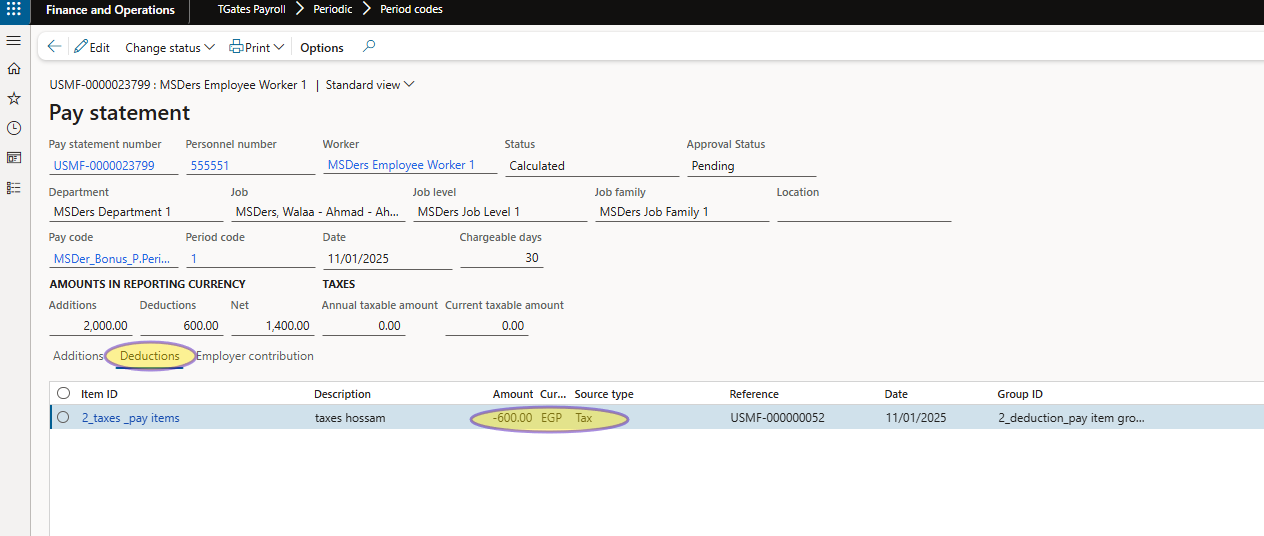 Finance and Operations TGates Payroll Periodic Period codes
Edit Change status Print Options
USMF-0000023799 : MSDers Employee Worker 1 | Standard view
Pay statement
Pay statement number Personnel number Worker Status Approval Status
USMF-0000023799 555551 MSDers Employee Worker 1 Calculated Pending
Department Job Job level Job family Location
MSDers Department 1 MSDers, Walaa - Ahmad - Ah... MSDers Job Level 1 MSDers Job Family 1
Pay code Period code Date Chargeable days
MSDer_Bonus_P.Peri... 1 11/01/2025 30
AMOUNTS IN REPORTING CURRENCY TAXES
Additions Deductions Net Annual taxable amount Current taxable amount
2,000.00 600.00 1,400.00 0.00 0.00
Additions Deductions Employer contribution
Item ID Description Amount Cur... Source type Reference Date Group ID
2_taxes _pay items taxes hossam -600.00 EGP Tax USMF-000000052 11/01/2025 2_deduction_pay item gro...